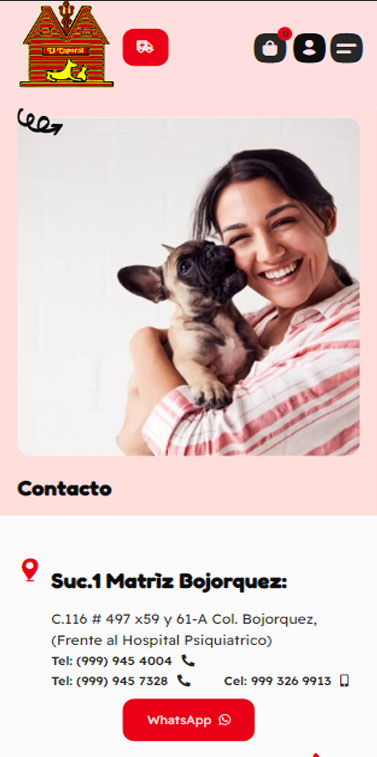 El Caporal
0
Contacto
Suc.1 Matriz Bojorquez:
C.116 # 497 x59 y 61-A Col. Bojorquez,
(Frente al Hospital Psiquiatrico)
Tel: (999) 945 4004
Tel: (999) 945 7328 Cel: 999 326 9913
WhatsApp